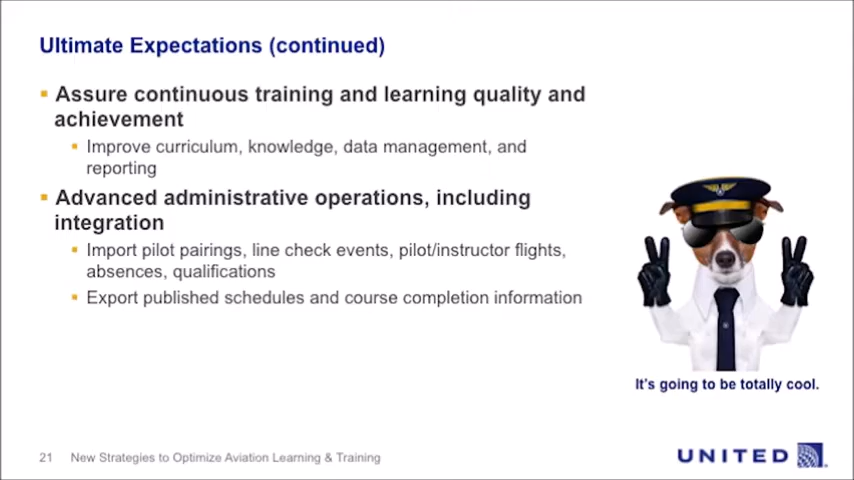 Ultimate Expectations (continued)
Assure continuous training and learning quality and
achievement
Improve curriculum, knowledge, data management, and
reporting
Advanced administrative operations, including
integration
Import pilot pairings, line check events, pilot/instructor flights,
absences, qualifications
Export published schedules and course completion information
It's going to be totally cool.
21 New Strategies to Optimize Aviation Learning & Training
UNITED